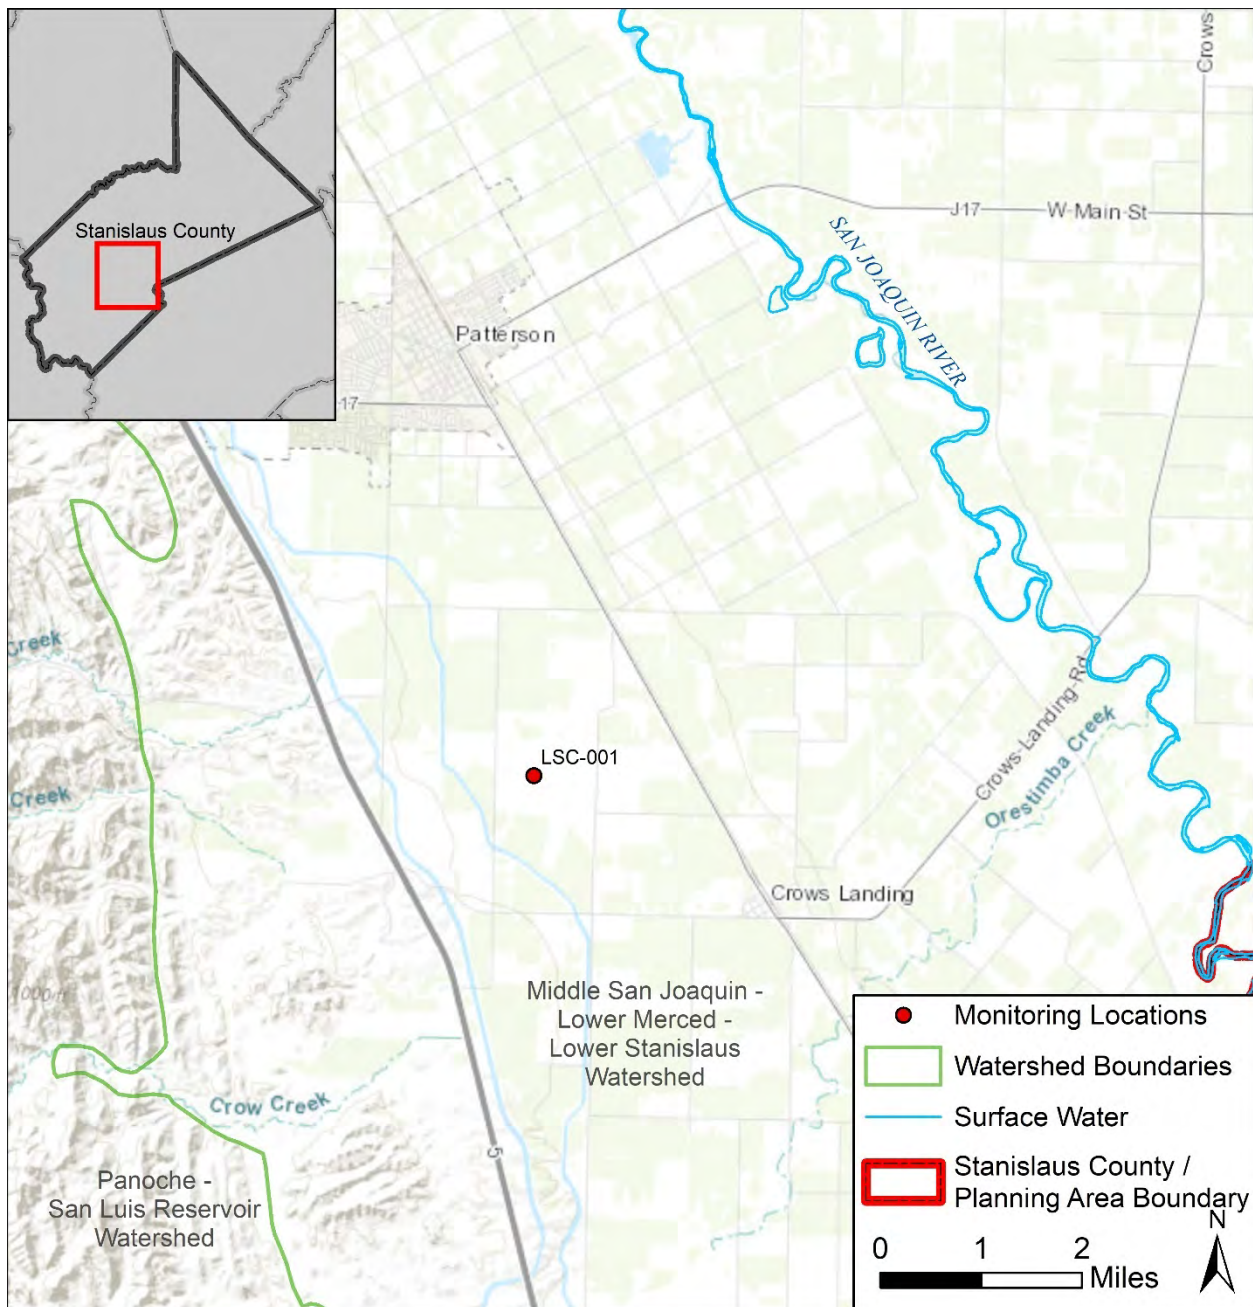 Stanislaus County
Crows
J17
W-Main-St
SAN JOAQUIN RIVER
Patterson
17
Creek
LSC-001
Creek
Crows-Landing-Rd
Orestimba Creek
Crows Landing
1000 ft
Middle San Joaquin -
Lower Merced -
Lower Stanislaus
Watershed
Crow Creek
5
Panoche -
San Luis Reservoir
Watershed
Monitoring Locations
Watershed Boundaries
Surface Water
Stanislaus County /
Planning Area Boundary
N
0 1 2
Miles